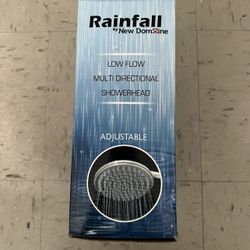 Rainfall
by New Domaine
LOW FLOW
MULTI DIRECTIONAL
SHOWERHEAD
ADJUSTABLE